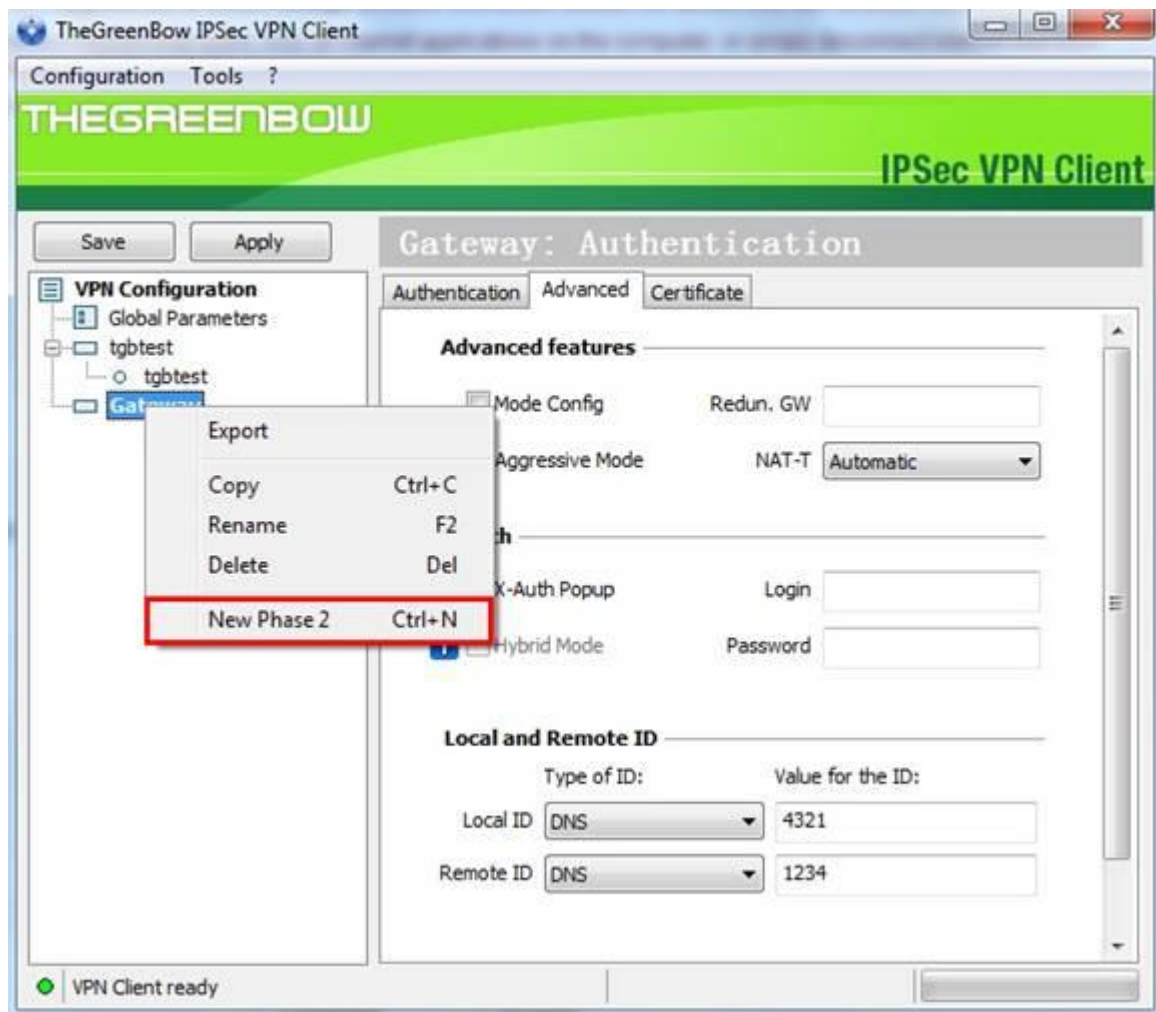 TheGreenBow IPSec VPN Client
Configuration Tools ?
THEGREENBOW
IPSec VPN Client
Save Apply
Gateway: Authentication
VPN Configuration
Global Parameters
tgbtest
tgbtest
Authentication Advanced Certificate
Advanced features
Mode Config Redun. GW
Aggressive Mode NAT-T Automatic
X-Auth Popup Login
Hybrid Mode Password
Local and Remote ID
Type of ID: Value for the ID:
Local ID DNS 4321
Remote ID DNS 1234
Export
Copy Ctrl+C
Rename F2
Delete Del
New Phase 2 Ctrl+N
VPN Client ready